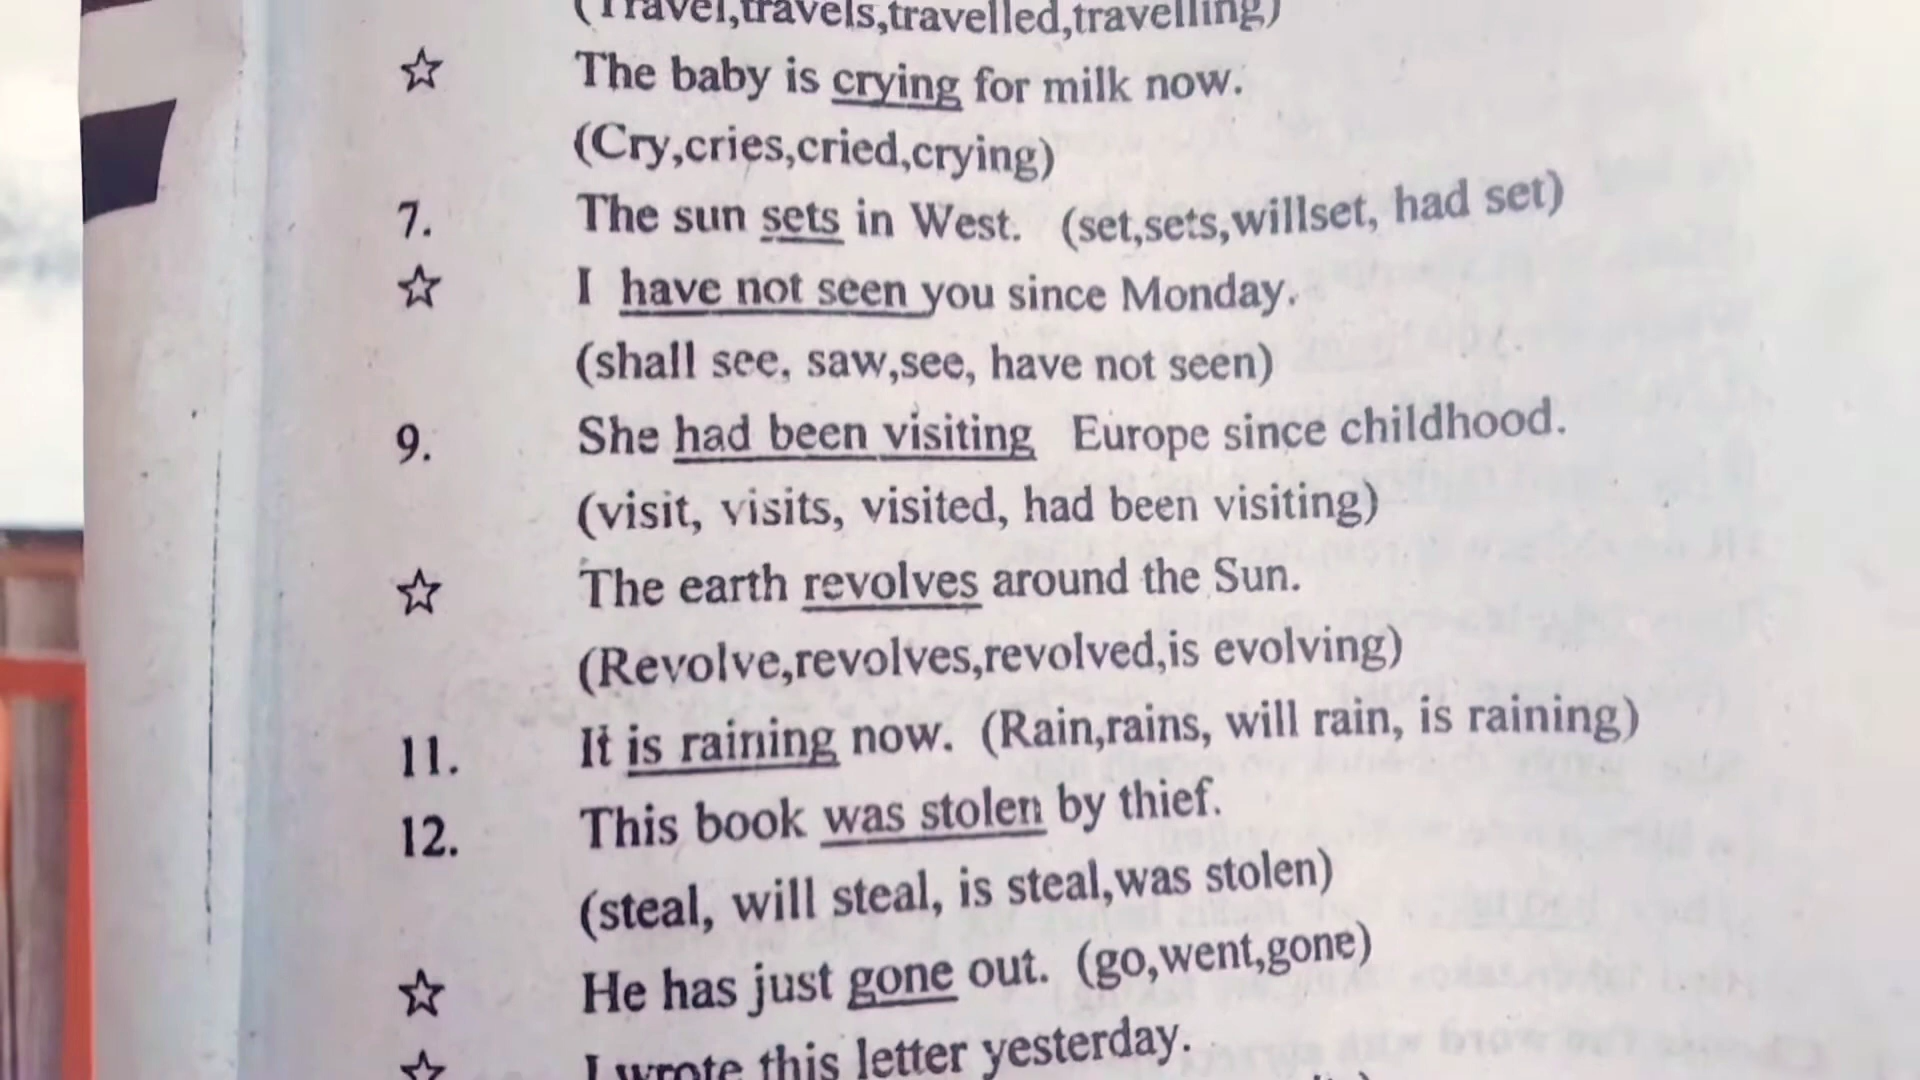 (Travel,travels,travelled,travelling)
☆ The baby is crying for milk now.
(Cry,cries,cried,crying)
7. The sun sets in West. (set,sets,willset, had set)
☆ I have not seen you since Monday.
(shall see, saw,see, have not seen)
9. She had been visiting Europe since childhood.
(visit, visits, visited, had been visiting)
☆ The earth revolves around the Sun.
(Revolve,revolves,revolved,is evolving)
11. It is raining now. (Rain,rains, will rain, is raining)
12. This book was stolen by thief.
(steal, will steal, is steal,was stolen)
☆ He has just gone out. (go,went,gone)
☆ I wrote this letter yesterday.